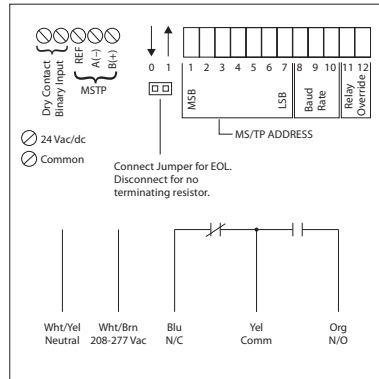 Dry Contact
Binary Input
REF
A(−)
B(+)
MSTP
0 1
1 2 3 4 5 6 7 8 9 10 11 12
MSB
LSB
Baud
Rate
Relay
Override
MS/TP ADDRESS
24 Vac/dc
Common
Connect Jumper for EOL.
Disconnect for no
terminating resistor.
Wht/Yel
Neutral
Wht/Brn
208-277 Vac
Blu
N/C
Yel
Comm
Org
N/O